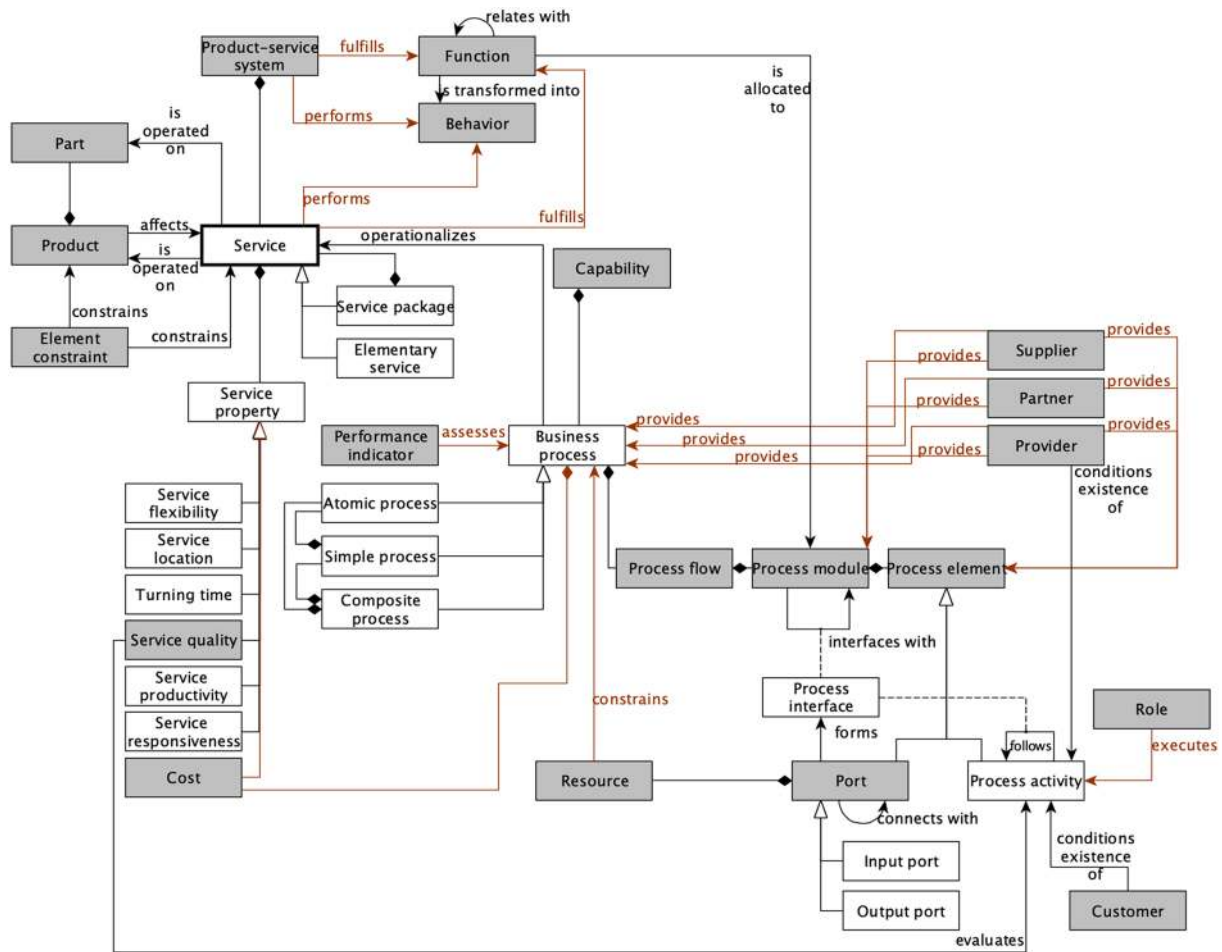 relates with
Product-service
system
fulfills
Function
is
allocated
to
s transformed into
performs
Behavior
is
operated
on
Part
performs
fulfills
affects
Product
Service
operationalizes
is
operated
on
Capability
constrains
Service package
Element
constraint
constrains
Elementary
service
provides
Supplier
provides
Service
property
provides
Partner
provides
Performance
indicator
assesses
Business
process
provides
provides
provides
Provider
provides
provides
conditions
existence
of
Service
flexibility
Atomic process
Service
location
Simple process
Process flow
Process module
Process element
Turning time
Composite
process
Service quality
interfaces with
Service
productivity
Process
interface
constrains
Role
Service
responsiveness
forms
follows
executes
Cost
Resource
Port
Process activity
connects with
conditions
existence
of
Input port
Output port
Customer
evaluates